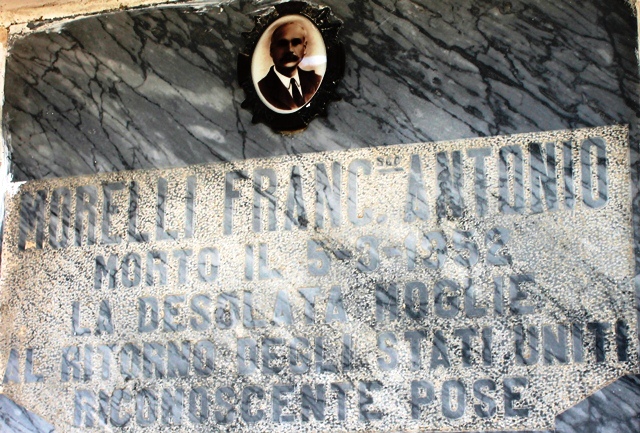 MORELLI FRANC. SCO ANTONIO
MORTO IL
LA DESOLATA MOGLIE
AL RITORNO DEGLI STATI UNITI
RICONOSCENTE POSE